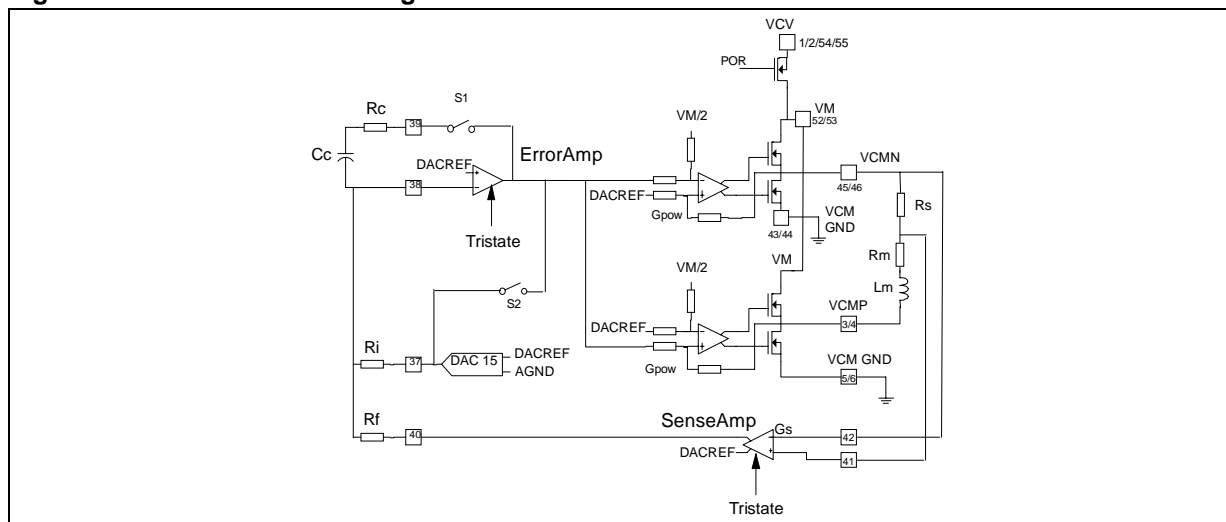 VCV
1/2/54/55
POR
VM
52/53
S1
Rc
39
VM/2
Cc
ErrorAmp
DACREF
VCMN
45/46
38
DACREF
Rs
Gpow
VCM
GND
43/44
Tristate
Rm
VM
VM/2
Lm
S2
VCMP
3/4
DACREF
Ri
37
DAC 15
DACREF
AGND
Gpow
VCM GND
5/6
Rf
40
SenseAmp
Gs
42
DACREF
41
Tristate